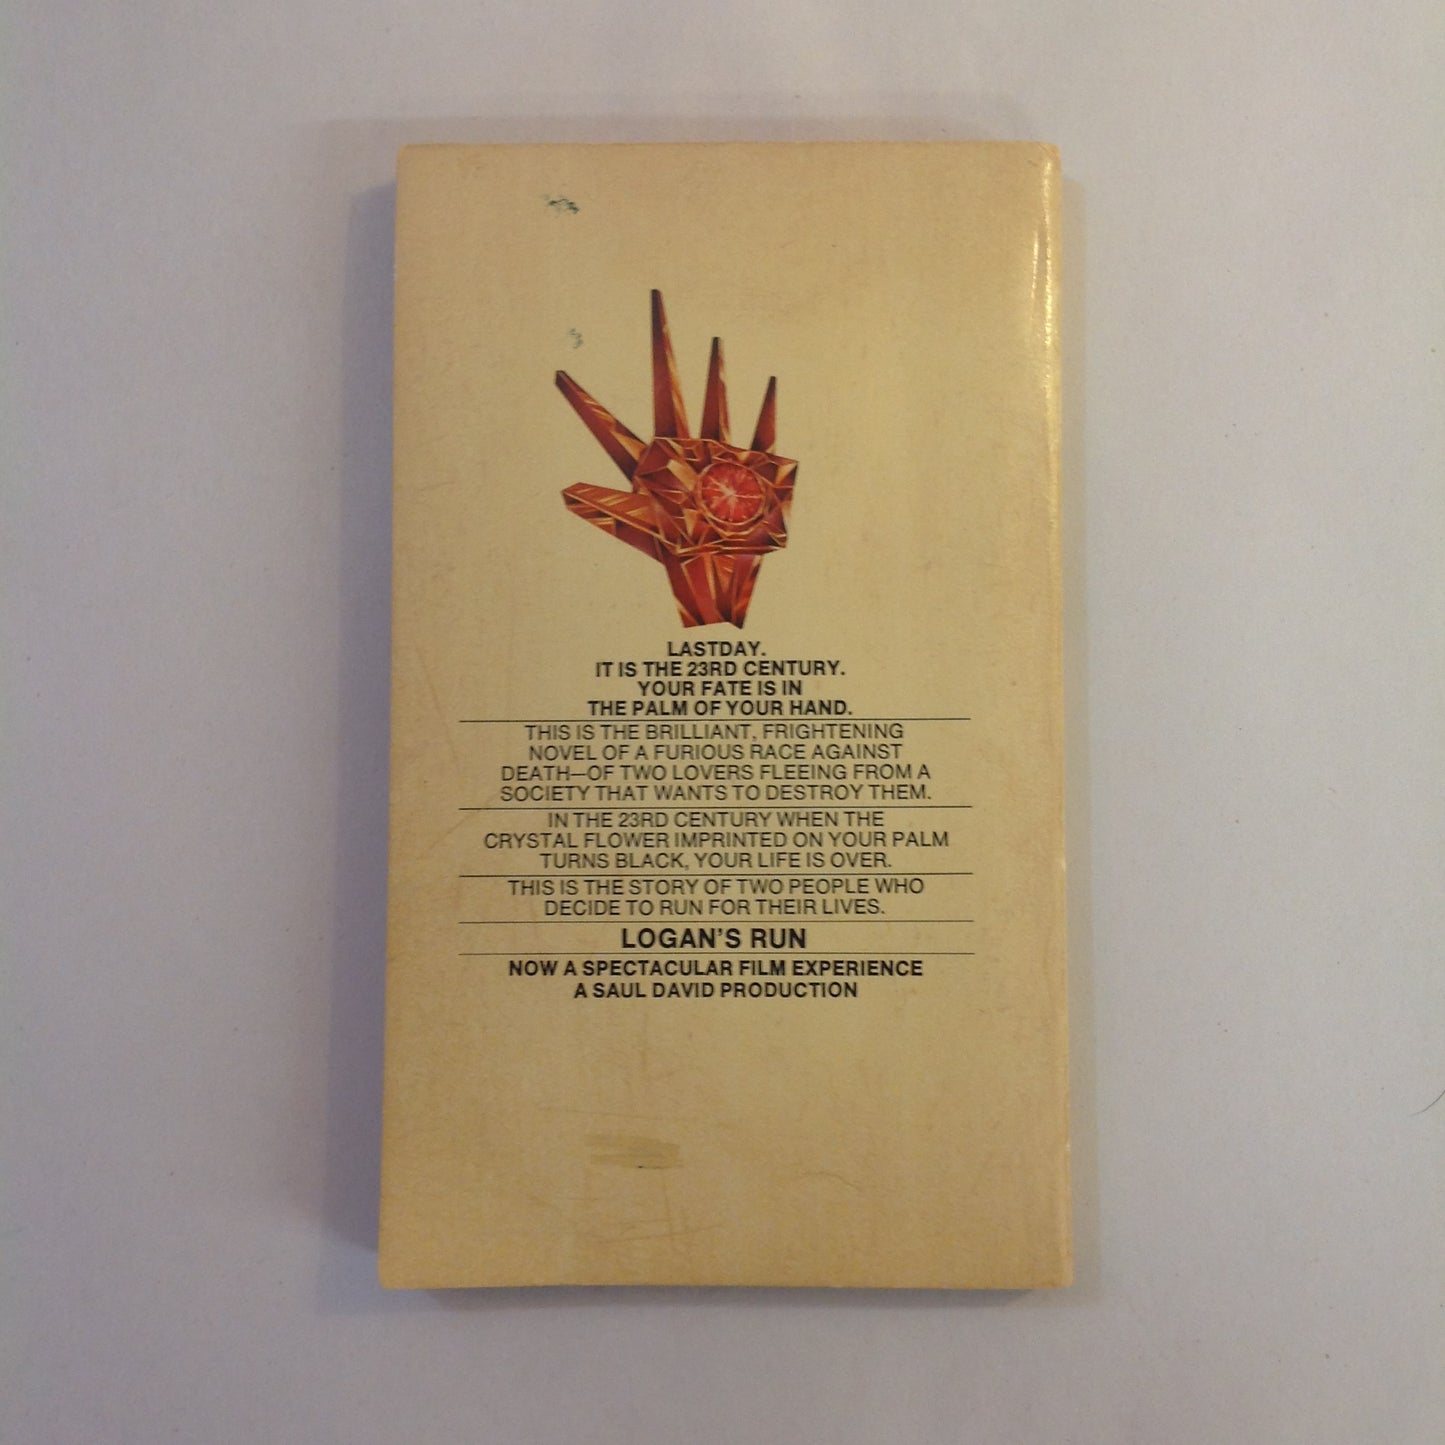 LASTDAY.
IT IS THE 23RD CENTURY.
YOUR FATE IS IN
THE PALM OF YOUR HAND.
THIS IS THE BRILLIANT, FRIGHTENING
NOVEL OF A FURIOUS RACE AGAINST
DEATH—OF TWO LOVERS FLEEING FROM A
SOCIETY THAT WANTS TO DESTROY THEM.
IN THE 23RD CENTURY WHEN THE
CRYSTAL FLOWER IMPRINTED ON YOUR PALM
TURNS BLACK, YOUR LIFE IS OVER.
THIS IS THE STORY OF TWO PEOPLE WHO
DECIDE TO RUN FOR THEIR LIVES.
LOGAN'S RUN
NOW A SPECTACULAR FILM EXPERIENCE
A SAUL DAVID PRODUCTION